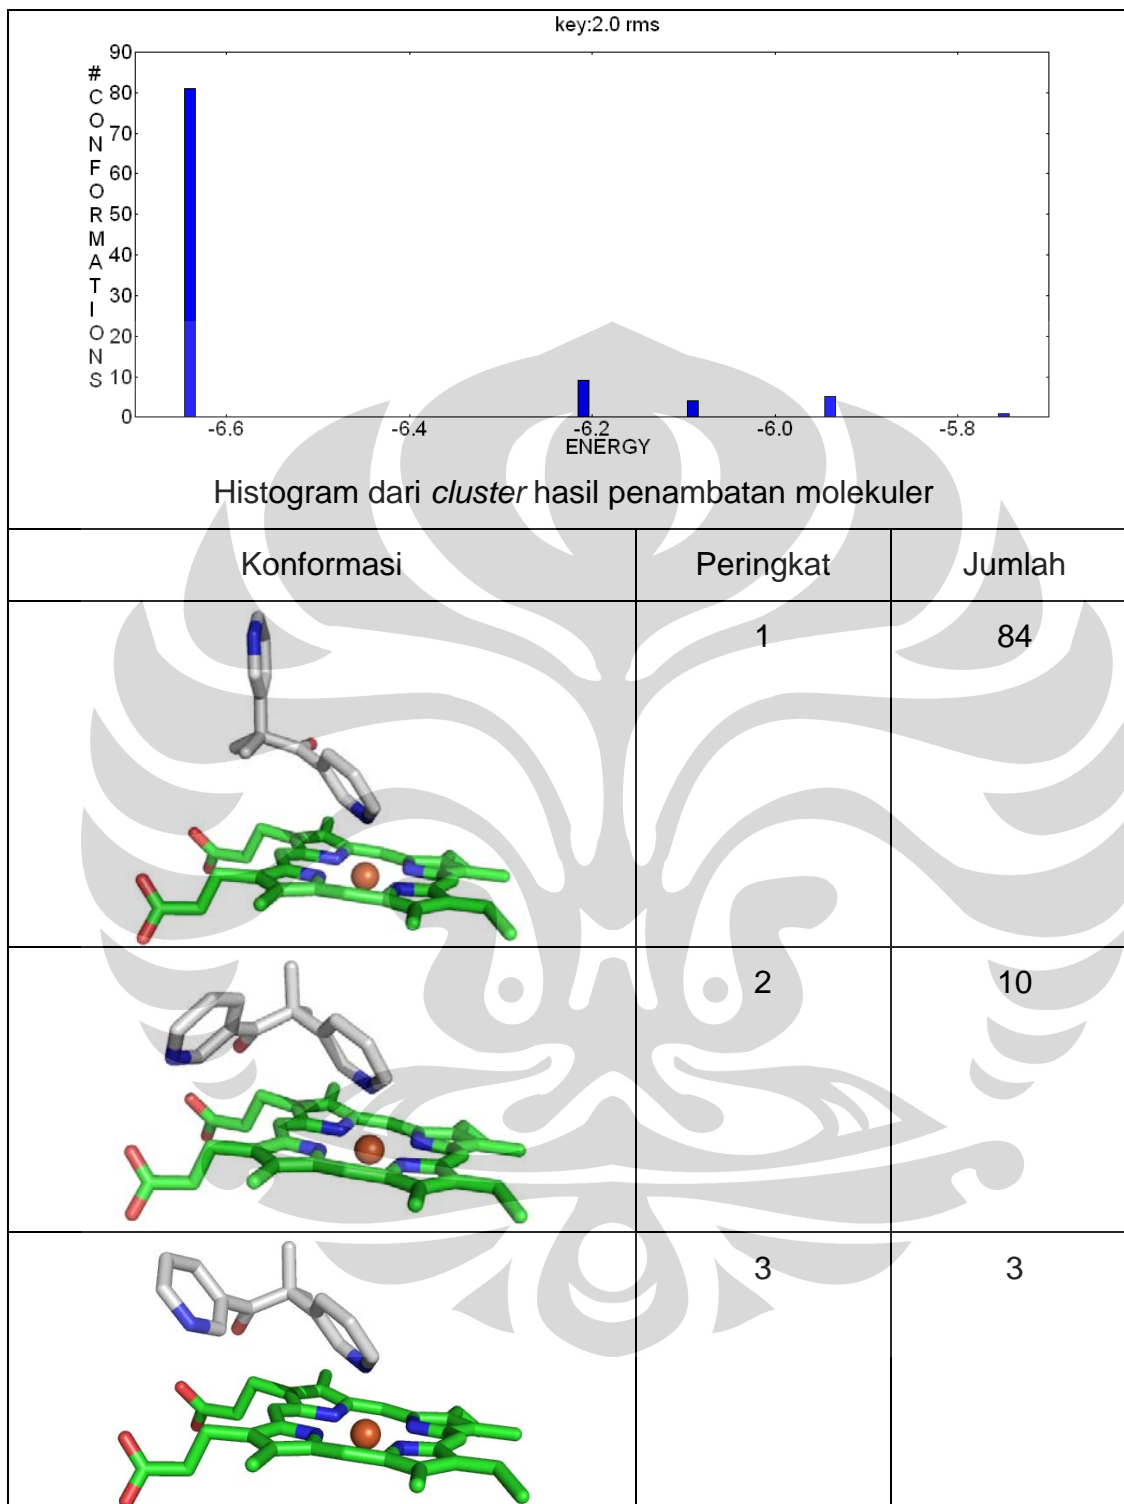 key:2.0 rms
#CONFORMATIONS
90
80
70
60
50
40
30
20
10
0
-6.6 -6.4 -6.2 -6.0 -5.8
ENERGY
Histogram dari cluster hasil penambatan molekuler
Konformasi Peringkat Jumlah
1 84
2 10
3 3